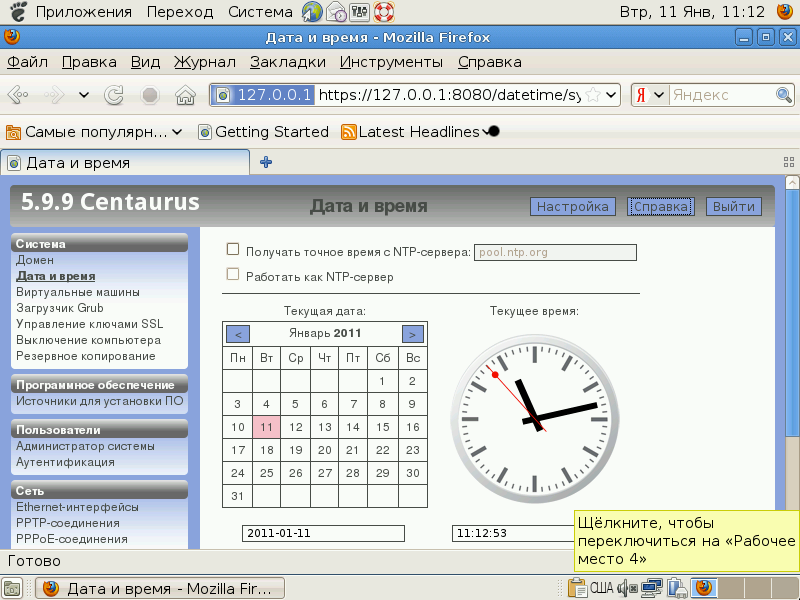 Приложения Переход Система Втр, 11 Янв, 11:12
Дата и время - Mozilla Firefox
Файл Правка Вид Журнал Закладки Инструменты Справка
127.0.0.1 https://127.0.0.1:8080/datetime/sy Я Яндекс
Самые популярн... Getting Started Latest Headlines
Дата и время
5.9.9 Centaurus Дата и время Настройка Справка Выйти
Система
Домен
Дата и время
Виртуальные машины
Загрузчик Grub
Управление ключами SSL
Выключение компьютера
Резервное копирование
Программное обеспечение
Источники для установки ПО
Пользователи
Администратор системы
Аутентификация
Сеть
Ethernet-интерфейсы
PPTP-соединения
PPPoE-соединения
Получать точное время с NTP-сервера: pool.ntp.org
Работать как NTP-сервер
Текущая дата:
< Январь 2011 >
Пн Вт Ср Чт Пт Сб Вс
1 2
3 4 5 6 7 8 9
10 11 12 13 14 15 16
17 18 19 20 21 22 23
24 25 26 27 28 29 30
31
2011-01-11
Текущее время:
11:12:53
Щёлкните, чтобы
переключиться на «Рабочее
место 4»
Готово
Дата и время - Mozilla Fir... США